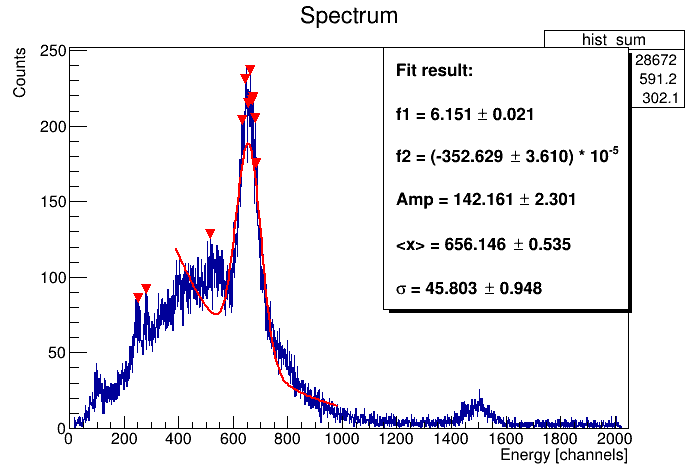 Spectrum
hist_sum
28672
591.2
302.1
Fit result:
f1 = 6.151 ± 0.021
f2 = (-352.629 ± 3.610) * 10-5
Amp = 142.161 ± 2.301
<x> = 656.146 ± 0.535
σ = 45.803 ± 0.948
Counts
250
200
150
100
50
0
0 200 400 600 800 1000 1200 1400 1600 1800 2000
Energy [channels]